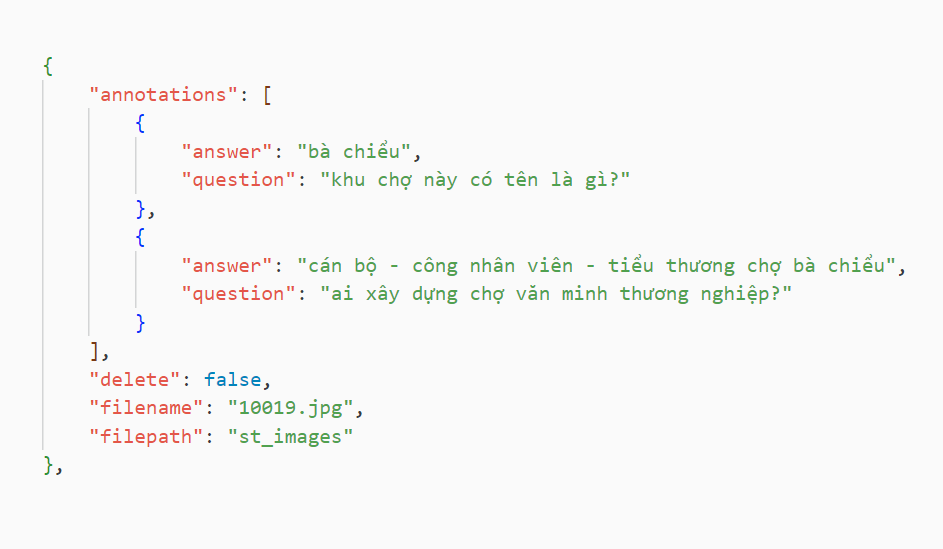 {
"annotations": [
{
"answer": "bà chiểu",
"question": "khu chợ này có tên là gì?"
},
{
"answer": "cán bộ - công nhân viên - tiểu thương chợ bà chiểu",
"question": "ai xây dựng chợ văn minh thương nghiệp?"
}
],
"delete": false,
"filename": "10019.jpg",
"filepath": "st_images"
},